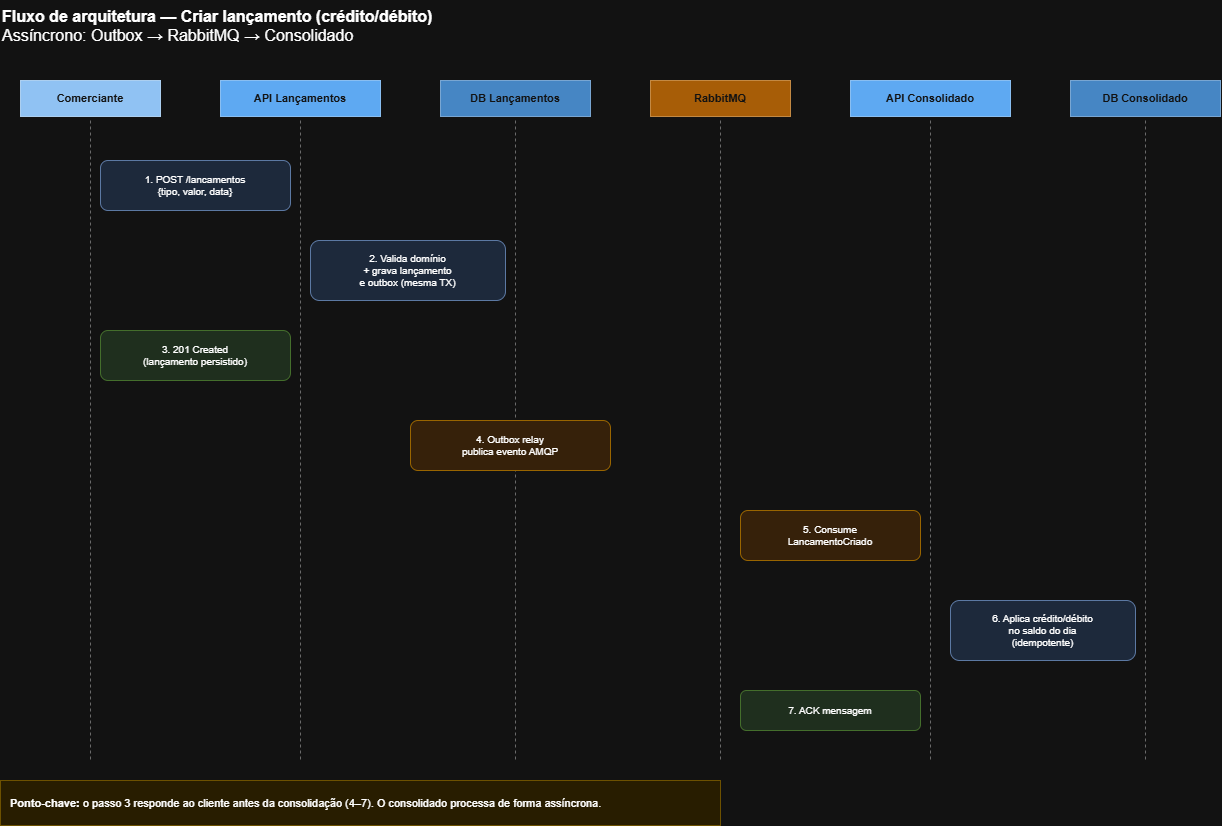 Fluxo de arquitetura — Criar lançamento (crédito/débito)
Assíncrono: Outbox → RabbitMQ → Consolidado
Comerciante
API Lançamentos
DB Lançamentos
RabbitMQ
API Consolidado
DB Consolidado
1. POST /lancamentos
{tipo, valor, data}
2. Valida domínio
+ grava lançamento
e outbox (mesma TX)
3. 201 Created
(lançamento persistido)
4. Outbox relay
publica evento AMQP
5. Consume
LancamentoCriado
6. Aplica crédito/débito
no saldo do dia
(idempotente)
7. ACK mensagem
Ponto-chave: o passo 3 responde ao cliente antes da consolidação (4–7). O consolidado processa de forma assíncrona.